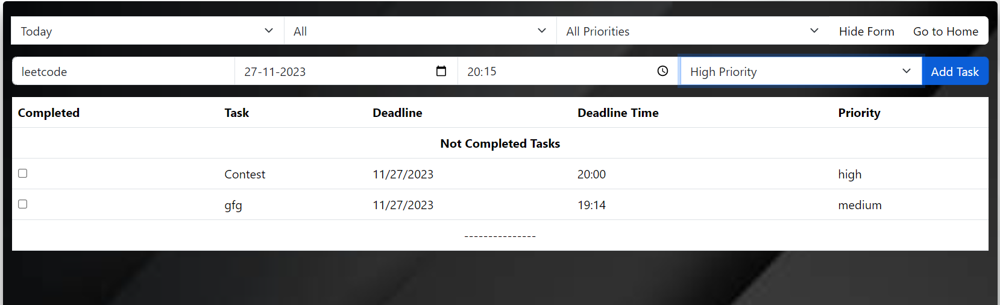 Today All All Priorities Hide Form Go to Home
leetcode 27-11-2023 20:15 High Priority Add Task
Completed Task Deadline Deadline Time Priority
Not Completed Tasks
Contest 11/27/2023 20:00 high
gfg 11/27/2023 19:14 medium
---------------